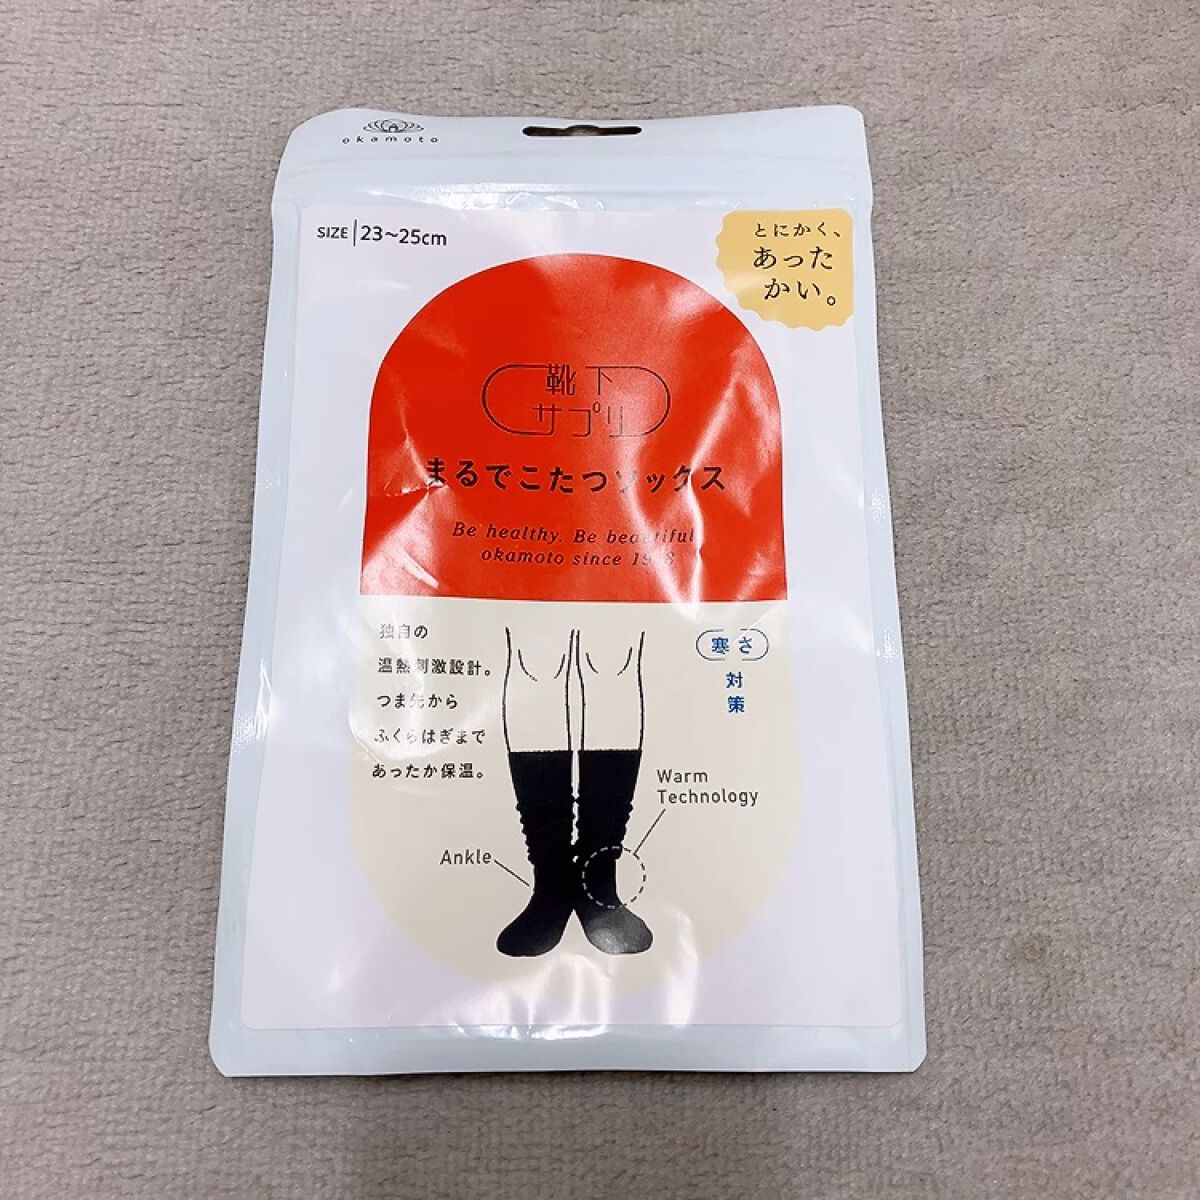 okamoto
SIZE 23〜25cm
とにかく、
あった
かい。
靴下
サプリ
まるでこたつソックス
Be healthy. Be beautiful
okamoto since
独自の
温熱刺激設計。
つま先から
ふくらはぎまで
あったか保温。
寒さ
対
策
Warm
Technology
Ankle